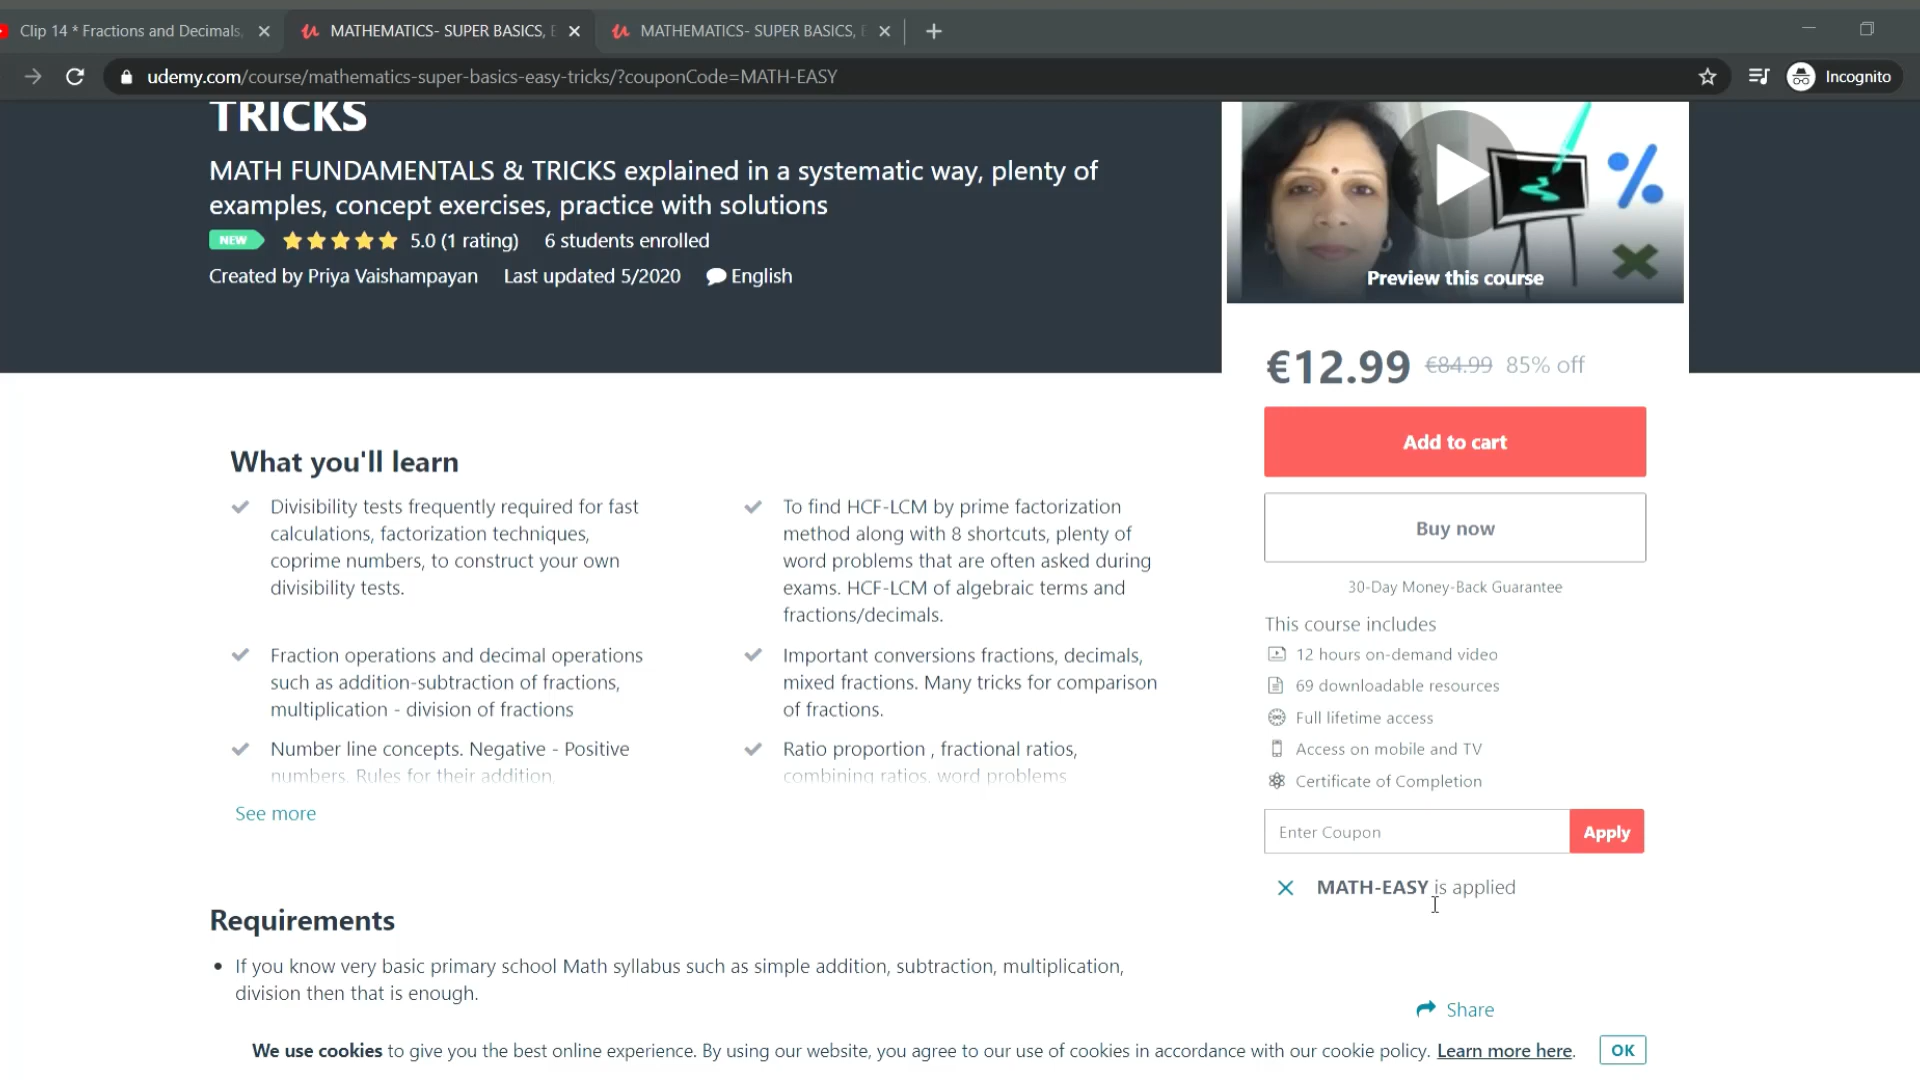 Clip 14 * Fractions and Decimals,
MATHEMATICS- SUPER BASICS, E
MATHEMATICS- SUPER BASICS, E
udemy.com/course/mathematics-super-basics-easy-tricks/?couponCode=MATH-EASY
Incognito
TRICKS
MATH FUNDAMENTALS & TRICKS explained in a systematic way, plenty of
examples, concept exercises, practice with solutions
NEW
5.0 (1 rating) 6 students enrolled
Created by Priya Vaishampayan Last updated 5/2020 English
Preview this course
€12.99 €84.99 85% off
Add to cart
Buy now
30-Day Money-Back Guarantee
This course includes
12 hours on-demand video
69 downloadable resources
Full lifetime access
Access on mobile and TV
Certificate of Completion
Enter Coupon
Apply
MATH-EASY is applied
Share
What you'll learn
Divisibility tests frequently required for fast
calculations, factorization techniques,
coprime numbers, to construct your own
divisibility tests.
To find HCF-LCM by prime factorization
method along with 8 shortcuts, plenty of
word problems that are often asked during
exams. HCF-LCM of algebraic terms and
fractions/decimals.
Fraction operations and decimal operations
such as addition-subtraction of fractions,
multiplication - division of fractions
Important conversions fractions, decimals,
mixed fractions. Many tricks for comparison
of fractions.
Number line concepts. Negative - Positive
numbers. Rules for their addition,
Ratio proportion , fractional ratios,
combining ratios, word problems
See more
Requirements
• If you know very basic primary school Math syllabus such as simple addition, subtraction, multiplication,
division then that is enough.
We use cookies to give you the best online experience. By using our website, you agree to our use of cookies in accordance with our cookie policy. Learn more here.
OK